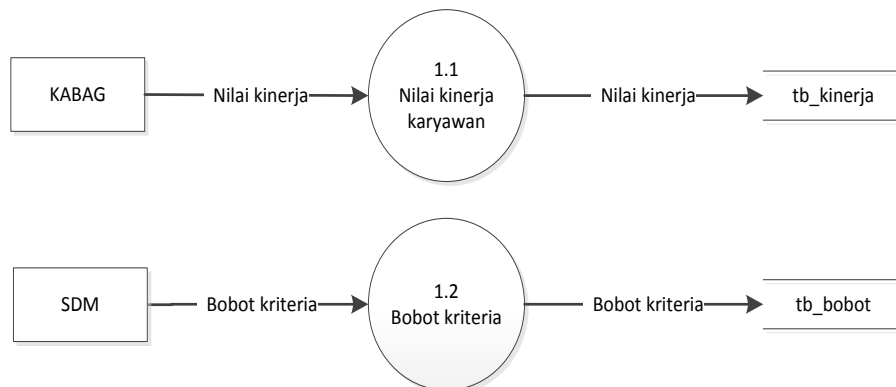 KABAG
Nilai kinerja
1.1
Nilai kinerja
karyawan
Nilai kinerja
tb_kinerja
SDM
Bobot kriteria
1.2
Bobot kriteria
Bobot kriteria
tb_bobot